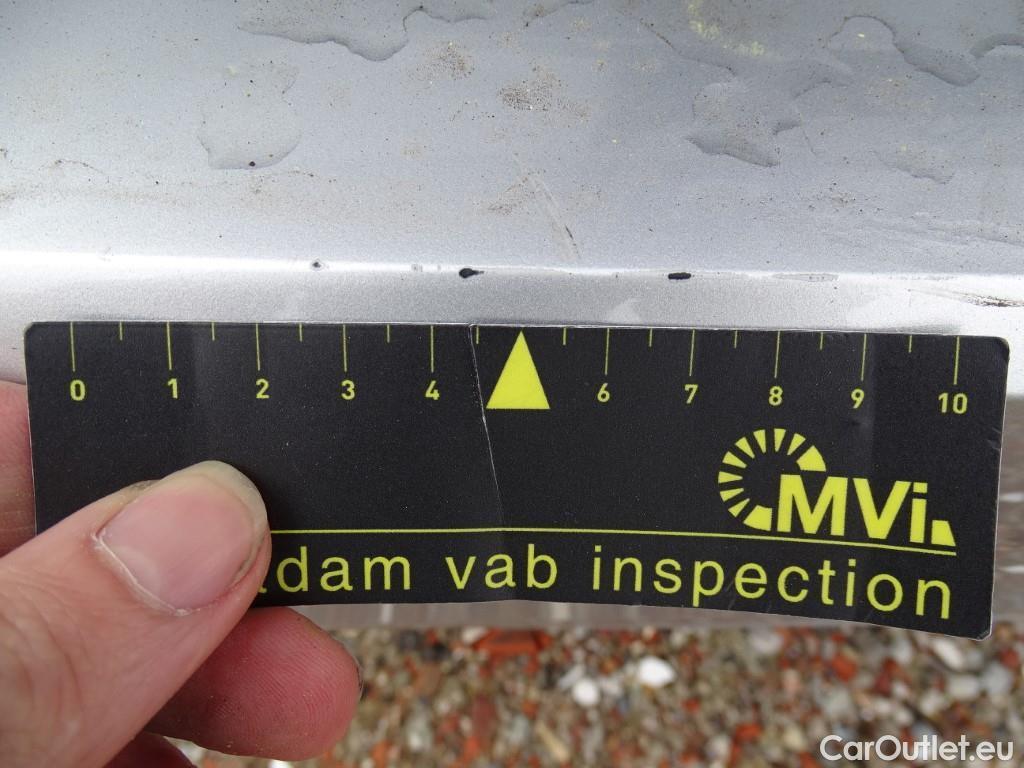 0 1 2 3 4 6 7 8 9 10
MVi
dam vab inspection
CarOutlet.eu